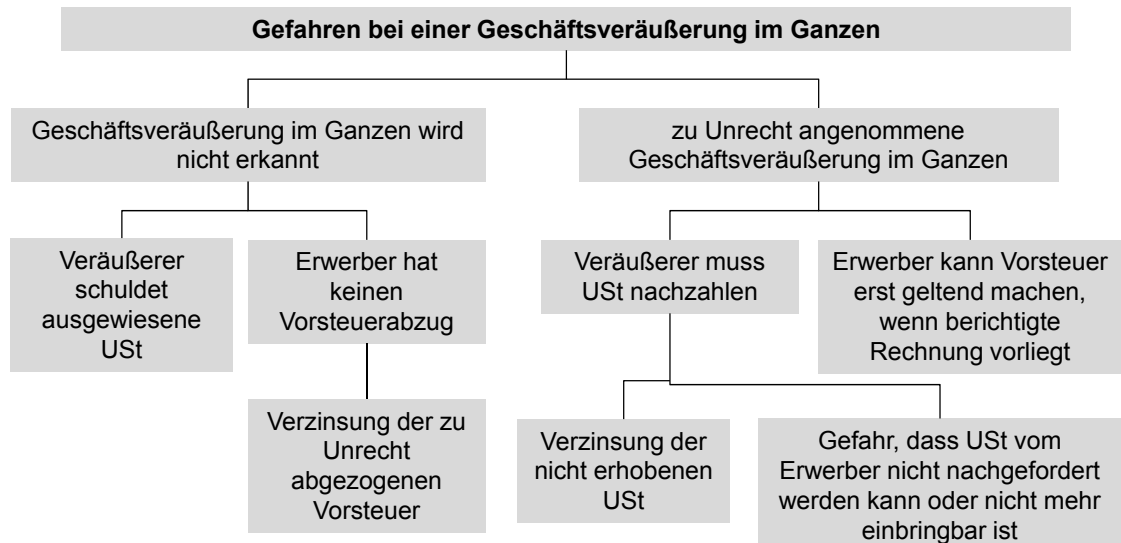 Gefahren bei einer Geschäftsveräußerung im Ganzen
Geschäftsveräußerung im Ganzen wird
nicht erkannt
zu Unrecht angenommene
Geschäftsveräußerung im Ganzen
Veräußerer
schuldet
ausgewiesene
USt
Erwerber hat
keinen
Vorsteuerabzug
Veräußerer muss
USt nachzahlen
Erwerber kann Vorsteuer
erst geltend machen,
wenn berichtigte
Rechnung vorliegt
Verzinsung der zu
Unrecht
abgezogenen
Vorsteuer
Verzinsung der
nicht erhobenen
USt
Gefahr, dass USt vom
Erwerber nicht nachgefordert
werden kann oder nicht mehr
einbringbar ist